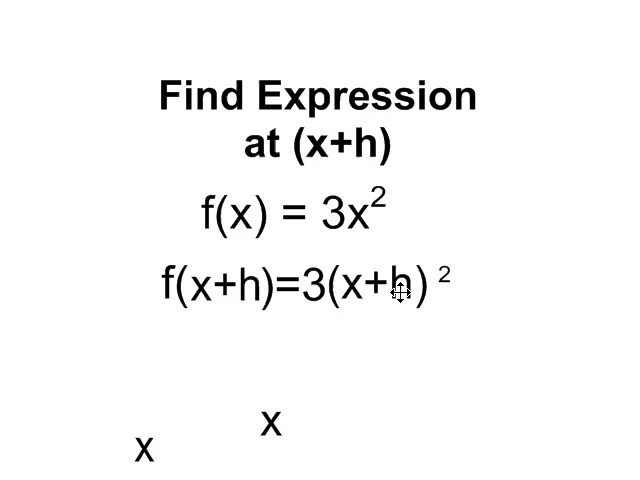 Find Expression
at (x+h)
f(x) = 3x²
f(x+h)=3(x+h) ²
x
x